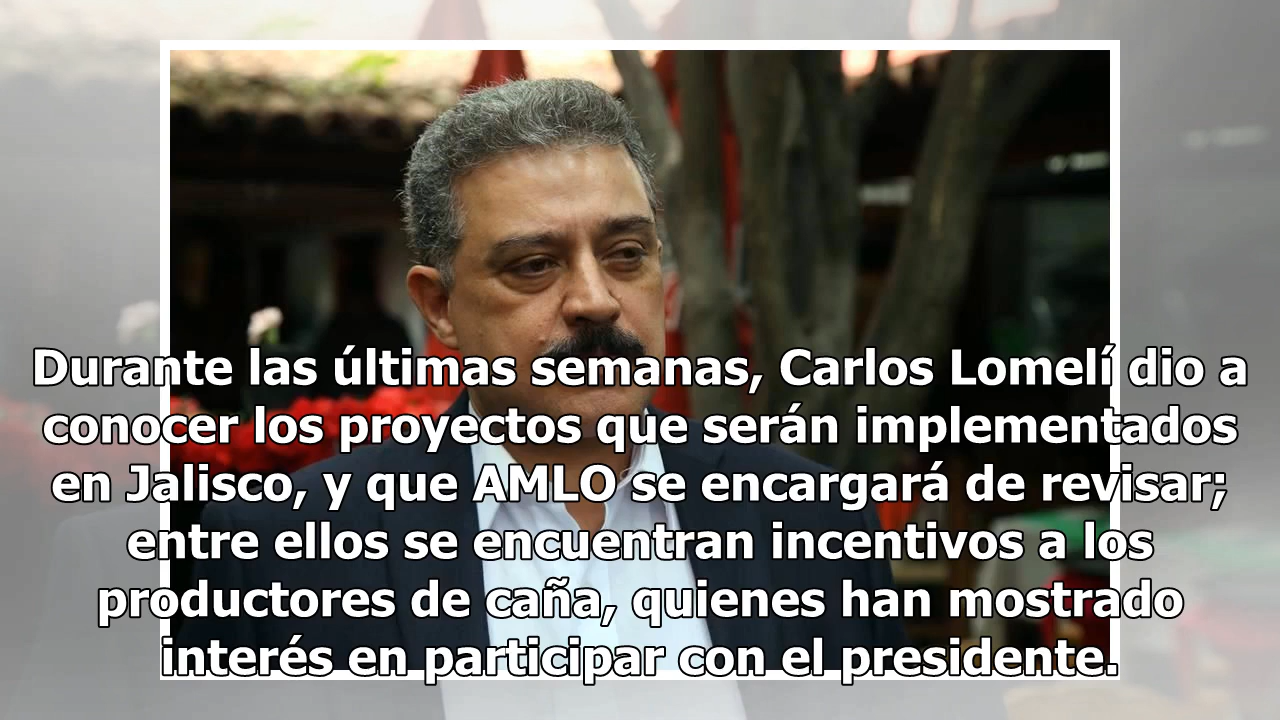 Durante las últimas semanas, Carlos Lomelí dio a
conocer los proyectos que serán implementados
en Jalisco, y que AMLO se encargará de revisar;
entre ellos se encuentran incentivos a los
productores de caña, quienes han mostrado
interés en participar con el presidente.